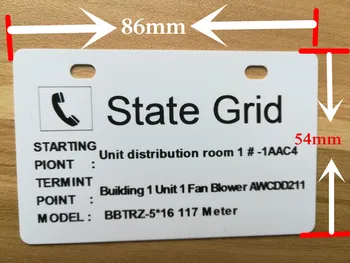 86mm
State Grid
54mm
STARTING
PIONT : Unit distribution room 1 # -1AAC4
TERMINT
POINT : Building 1 Unit 1 Fan Blower AWCDD211
MODEL : BBTRZ-5*16 117 Meter